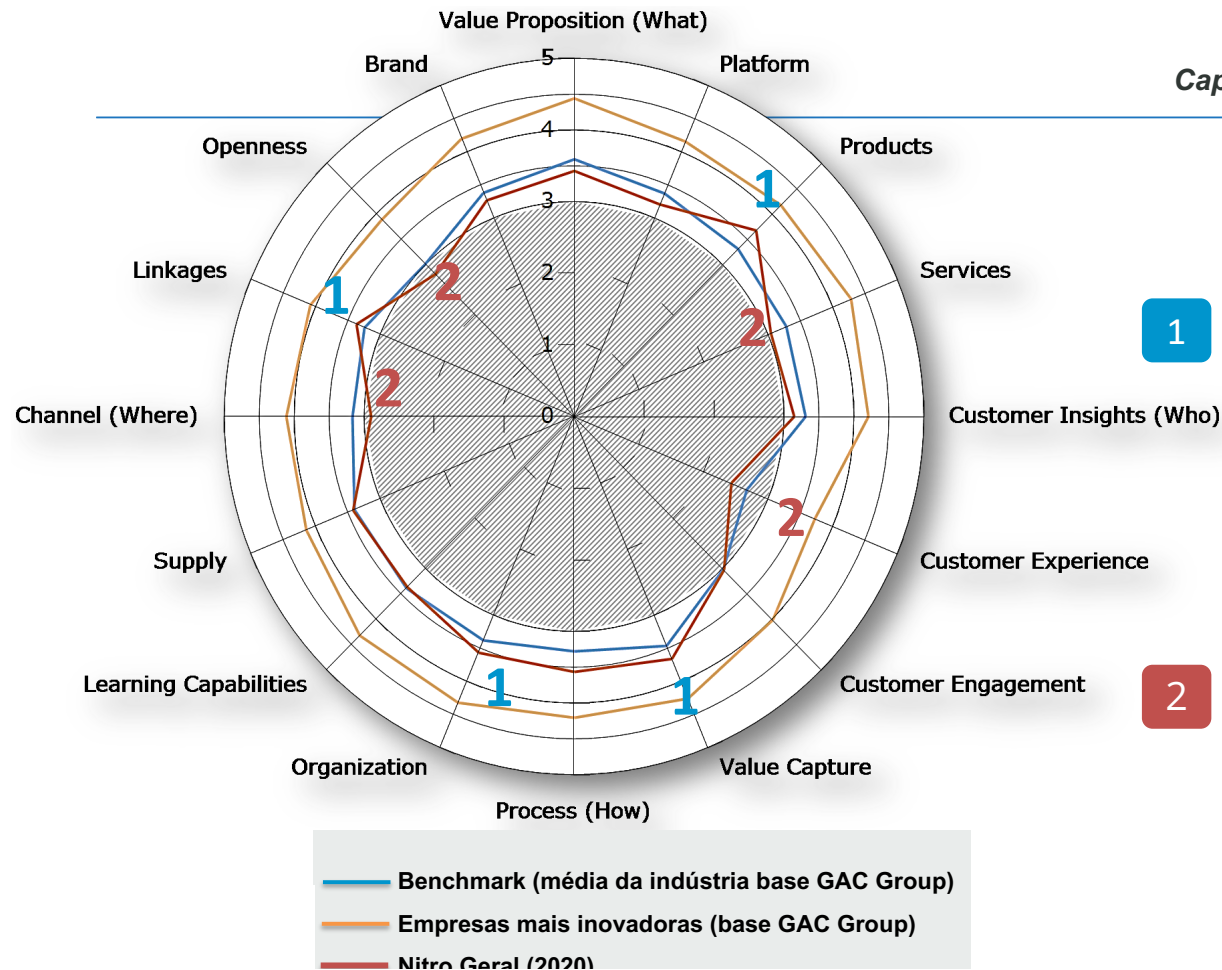 Value Proposition (What)
Brand
5
Platform
Cap
Openness
4
Products
1
3
Linkages
2
2
Services
1
2
1
1
Channel (Where)
2
0
Customer Insights (Who)
2
Supply
Customer Experience
Learning Capabilities
1
1
Customer Engagement
2
Organization
Value Capture
Process (How)
Benchmark (média da indústria base GAC Group)
Empresas mais inovadoras (base GAC Group)
Nitro Geral (2020)